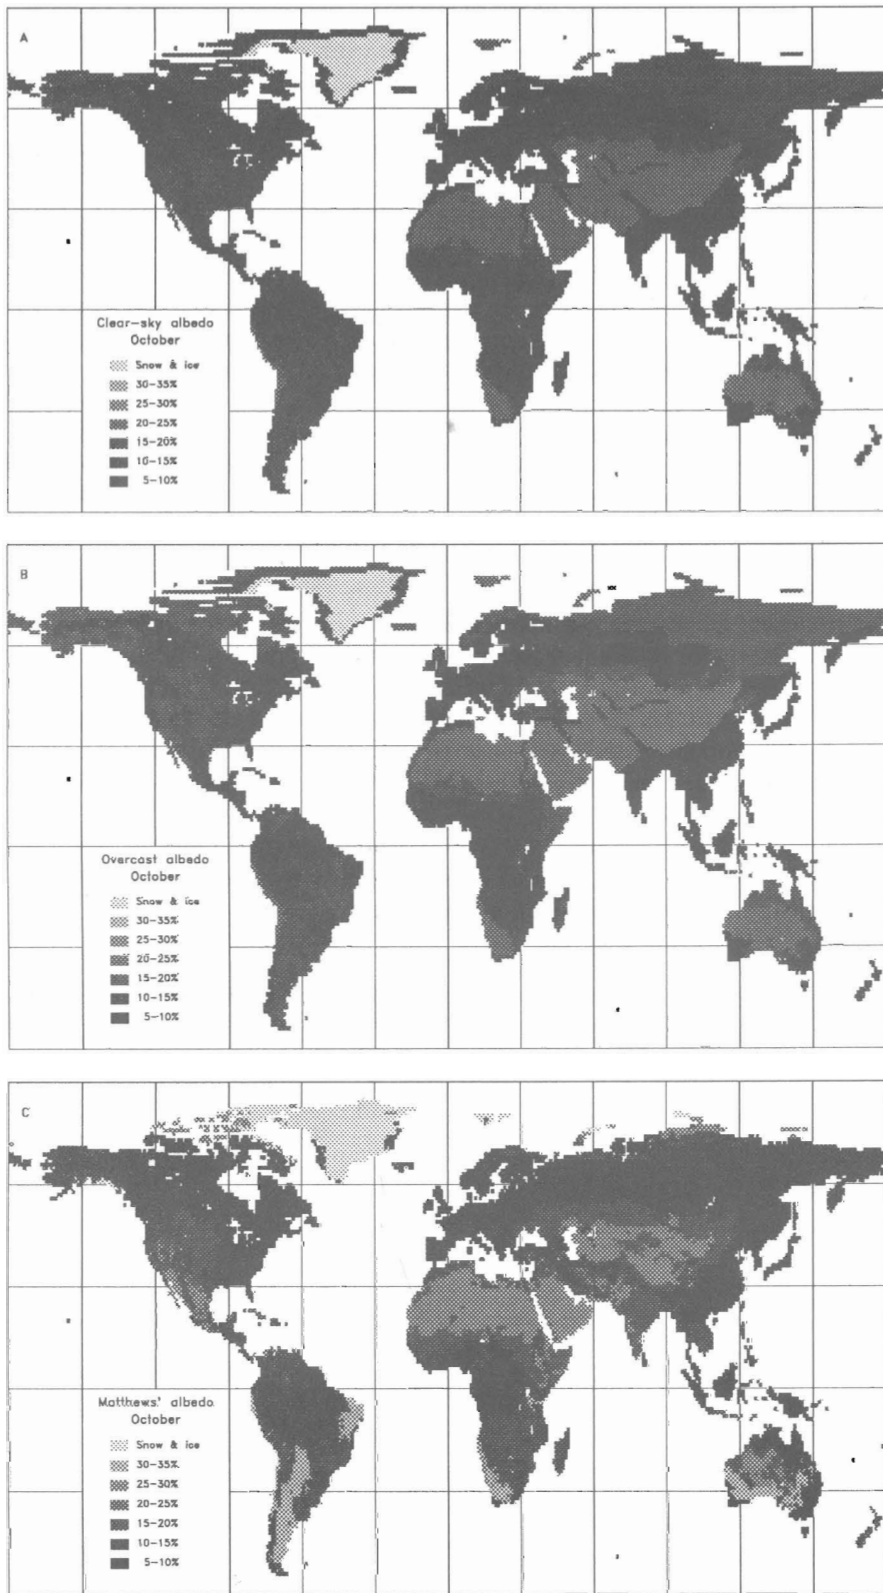 A
Clear-sky albedo
October
Snow & ice
30-35%
25-30%
20-25%
15-20%
10-15%
5-10%
B
Overcast albedo
October
Snow & ice
30-35%
25-30%
20-25%
15-20%
10-15%
5-10%
C
Matthews' albedo
October
Snow & ice
30-35%
25-30%
20-25%
15-20%
10-15%
5-10%